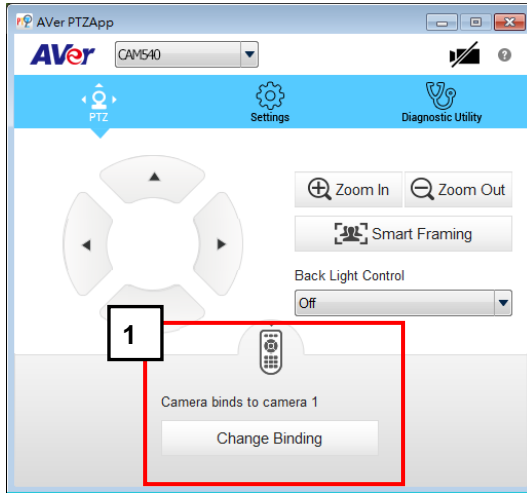 AVer PTZApp
AVer CAM540
PTZ Settings Diagnostic Utility
Zoom In Zoom Out
Smart Framing
Back Light Control
Off
1
Camera binds to camera 1
Change Binding